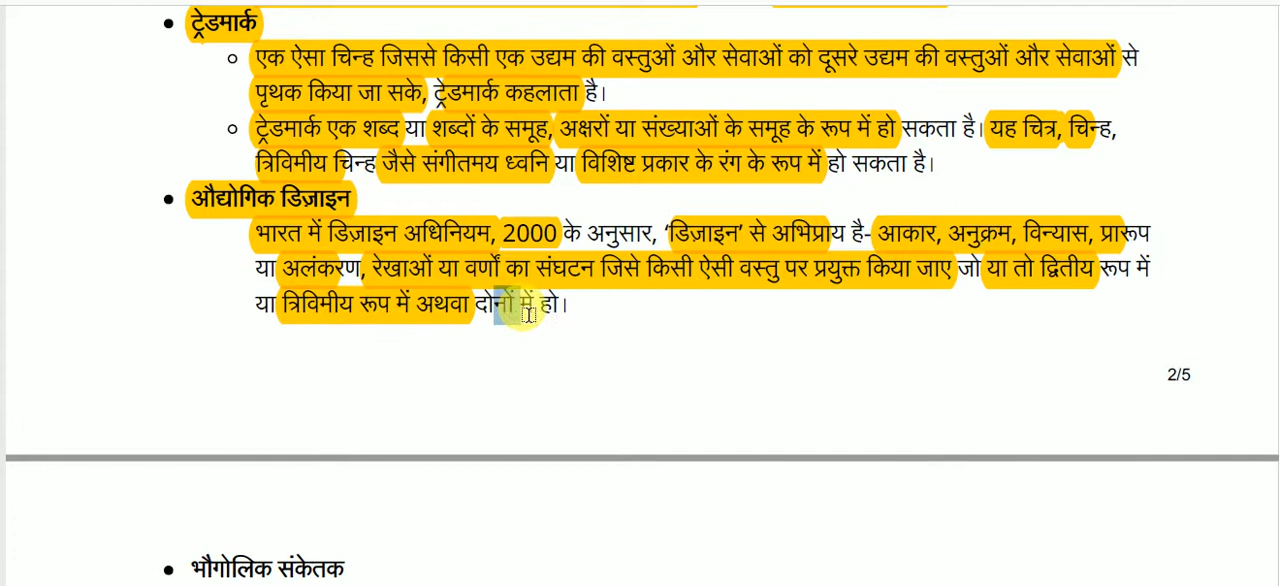 ट्रेडमार्क
एक ऐसा चिन्ह जिससे किसी एक उद्यम की वस्तुओं और सेवाओं को दूसरे उद्यम की वस्तुओं और सेवाओं से
पृथक किया जा सके, ट्रेडमार्क कहलाता है।
ट्रेडमार्क एक शब्द या शब्दों के समूह, अक्षरों या संख्याओं के समूह के रूप में हो सकता है। यह चित्र, चिन्ह,
त्रिविमीय चिन्ह जैसे संगीतमय ध्वनि या विशिष्ट प्रकार के रंग के रूप में हो सकता है।
औद्योगिक डिज़ाइन
भारत में डिज़ाइन अधिनियम, 2000 के अनुसार, ‘डिज़ाइन’ से अभिप्राय है- आकार, अनुक्रम, विन्यास, प्रारूप
या अलंकरण, रेखाओं या वर्णों का संघटन जिसे किसी ऐसी वस्तु पर प्रयुक्त किया जाए जो या तो द्वितीय रूप में
या त्रिविमीय रूप में अथवा दोनों में हो।
2/5
भौगोलिक संकेतक